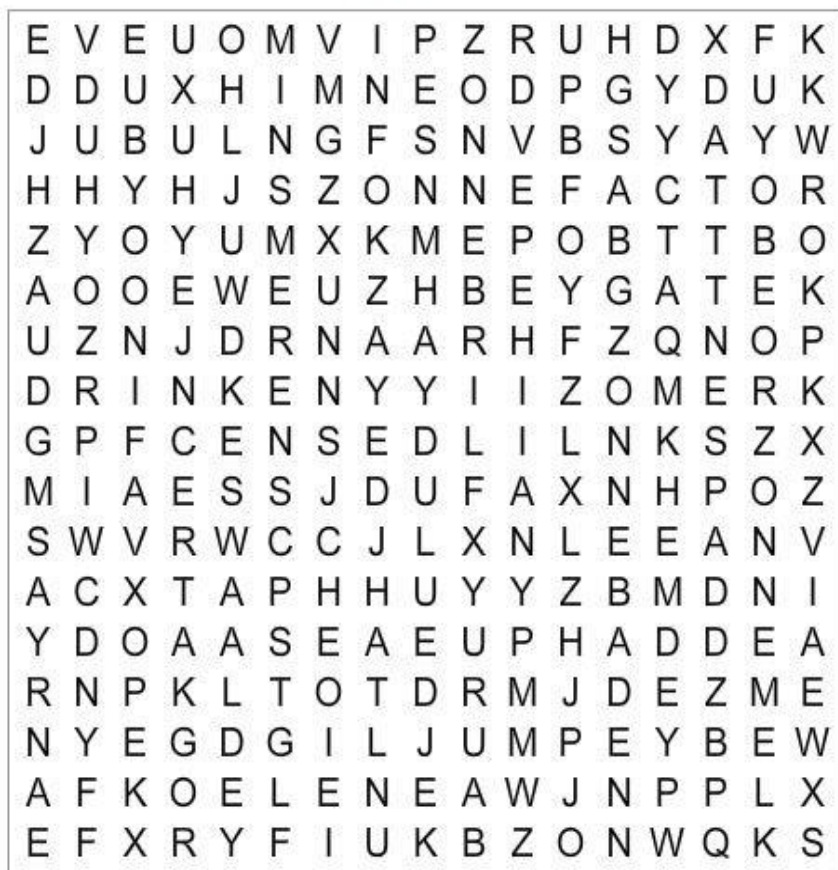 E V E U O M V I P Z R U H D X F K
D D U X H I M N E O D P G Y D U K
J U B U L N G F S N V B S Y A Y W
H H Y H J S Z O N N E F A C T O R
Z Y O Y U M X K M E P O B T T B O
A O O E W E U Z H B E Y G A T E K
U Z N J D R N A A R H F Z Q N O P
D R I N K E N Y Y I I Z O M E R K
G P F C E N S E D L I L N K S Z X
M I A E S S J D U F A X N H P O Z
S W V R W C C J L X N L E E A N V
A C X T A P H H U Y Y Z B M D N I
Y D O A A S E A E U P H A D D E A
R N P K L T O T D R M J D E Z M E
N Y E G D G I L J U M P E Y B E W
A F K O E L E N E A W J N P P L X
E F X R Y F I U K B Z O N W Q K S